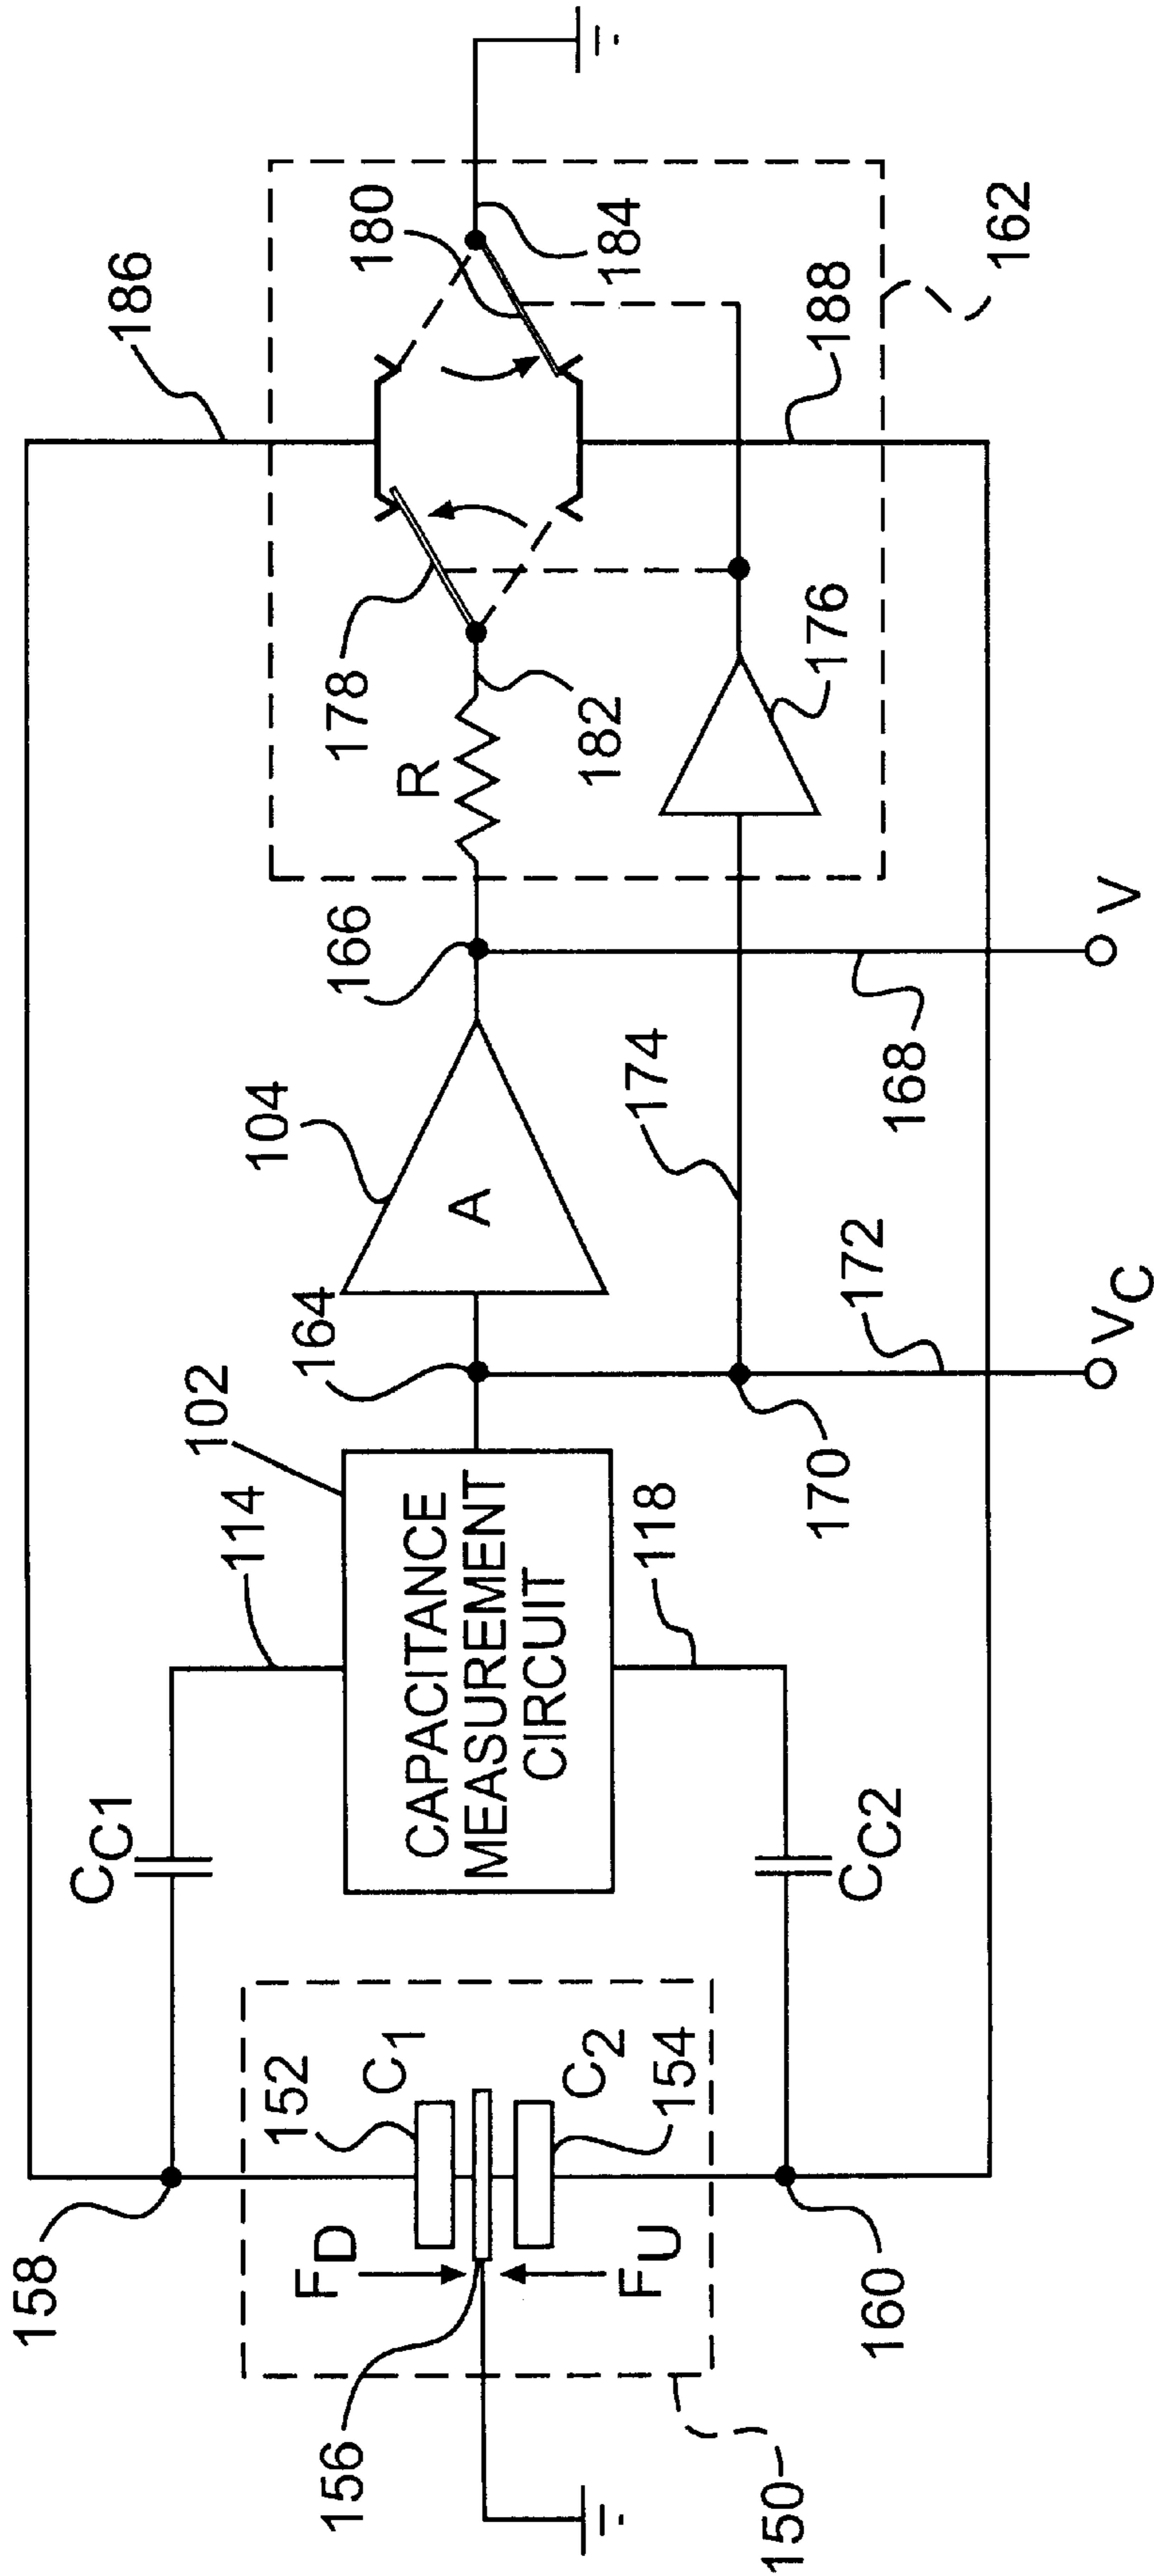 186
180
184
162
188
178
R
182
176
166
104
A
174
168
V
164
102
172
VC
170
114
CAPACITANCE
MEASUREMENT
CIRCUIT
118
CC1
CC2
152
C1
C2
154
158
FD
FU
156
160
150